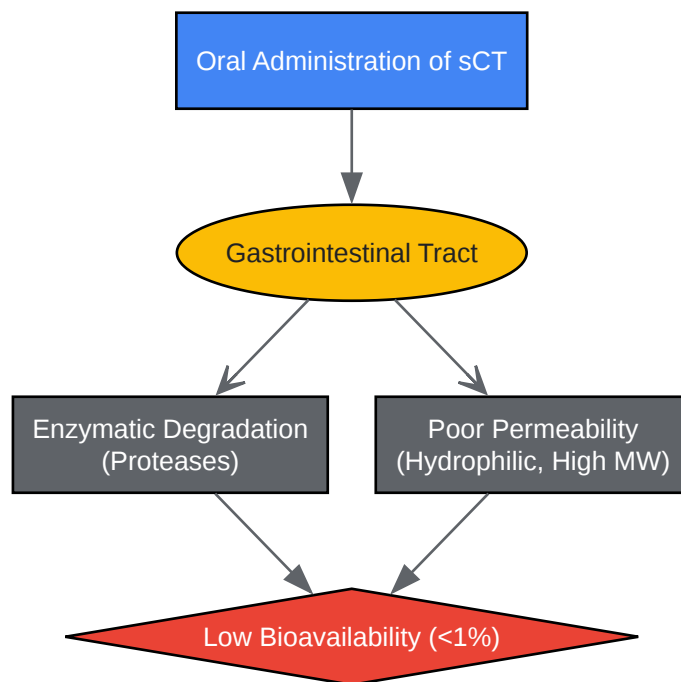 Oral Administration of sCT
Gastrointestinal Tract
Enzymatic Degradation
(Proteases)
Poor Permeability
(Hydrophilic, High MW)
Low Bioavailability (<1%)